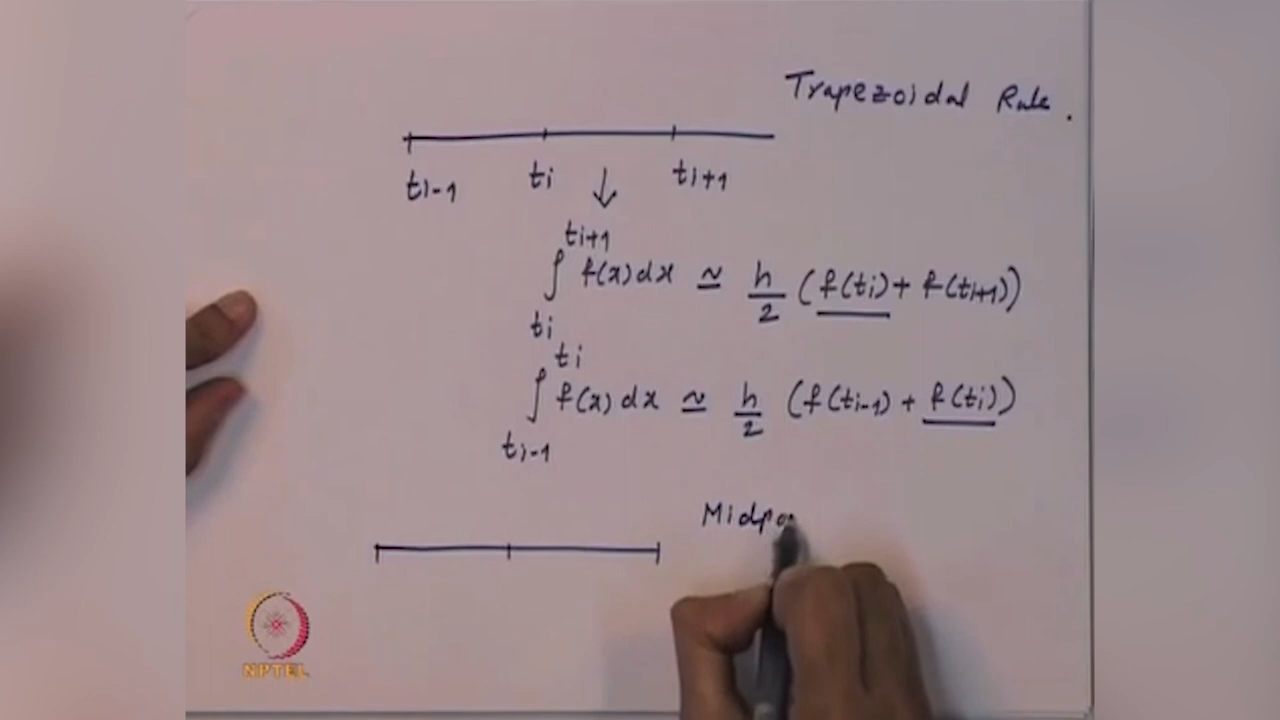 Trapezoidal Rule.
ti-1 ti ti+1
↓
∫_{ti}^{ti+1} f(x)dx ≃ h/2 (f(ti) + f(ti+1))
∫_{ti-1}^{ti} f(x)dx ≃ h/2 (f(ti-1) + f(ti))
Midpo
NPTEL